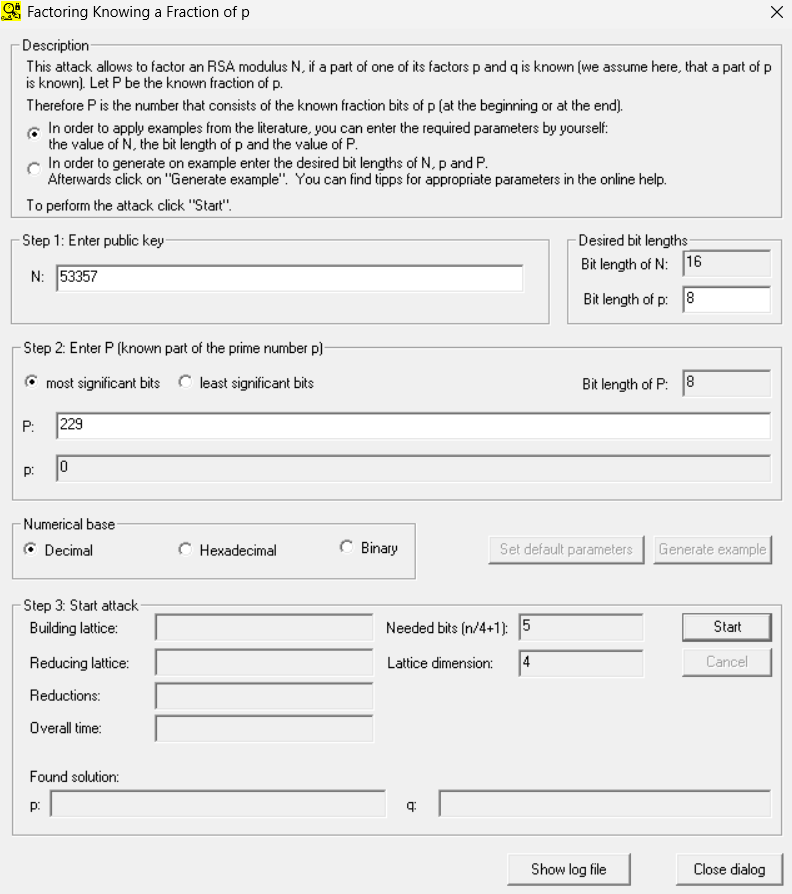 Factoring Knowing a Fraction of p
Description
This attack allows to factor an RSA modulus N, if a part of one of its factors p and q is known (we assume here, that a part of p
is known). Let P be the known fraction of p.
Therefore P is the number that consists of the known fraction bits of p (at the beginning or at the end).
In order to apply examples from the literature, you can enter the required parameters by yourself:
the value of N, the bit length of p and the value of P.
In order to generate on example enter the desired bit lengths of N, p and P.
Afterwards click on "Generate example". You can find tipps for appropriate parameters in the online help.
To perform the attack click "Start".
Step 1: Enter public key
N: 53357
Desired bit lengths
Bit length of N: 16
Bit length of p: 8
Step 2: Enter P (known part of the prime number p)
most significant bits least significant bits Bit length of P: 8
P: 229
p: 0
Numerical base
Decimal Hexadecimal Binary
Set default parameters Generate example
Step 3: Start attack
Building lattice: Needed bits (n/4+1): 5 Start
Reducing lattice: Lattice dimension: 4 Cancel
Reductions:
Overall time:
Found solution:
p: q:
Show log file Close dialog